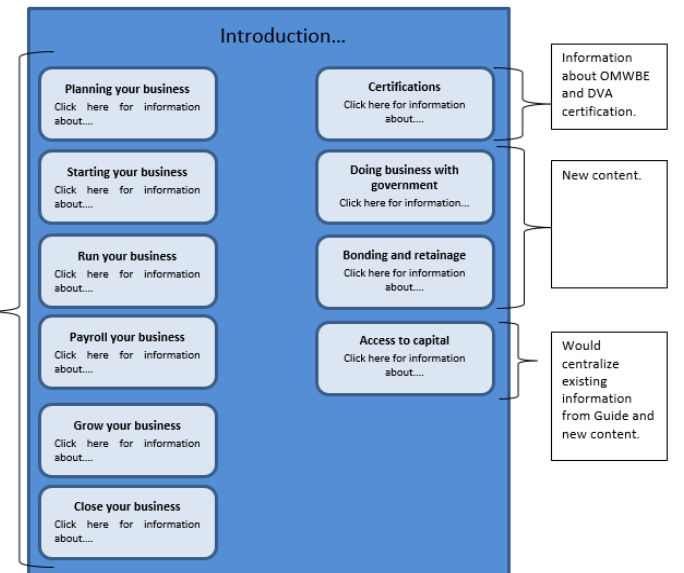 Introduction...
Planning your business
Click here for information
about....
Starting your business
Click here for information
about....
Run your business
Click here for information
about....
Payroll your business
Click here for information
about....
Grow your business
Click here for information
about....
Close your business
Click here for information
about....
Certifications
Click here for information
about....
Doing business with
government
Click here for information...
Bonding and retainage
Click here for information
about....
Access to capital
Click here for information
about....
Information
about OMWBE
and DVA
certification.
New content.
Would
centralize
existing
information
from Guide and
new content.